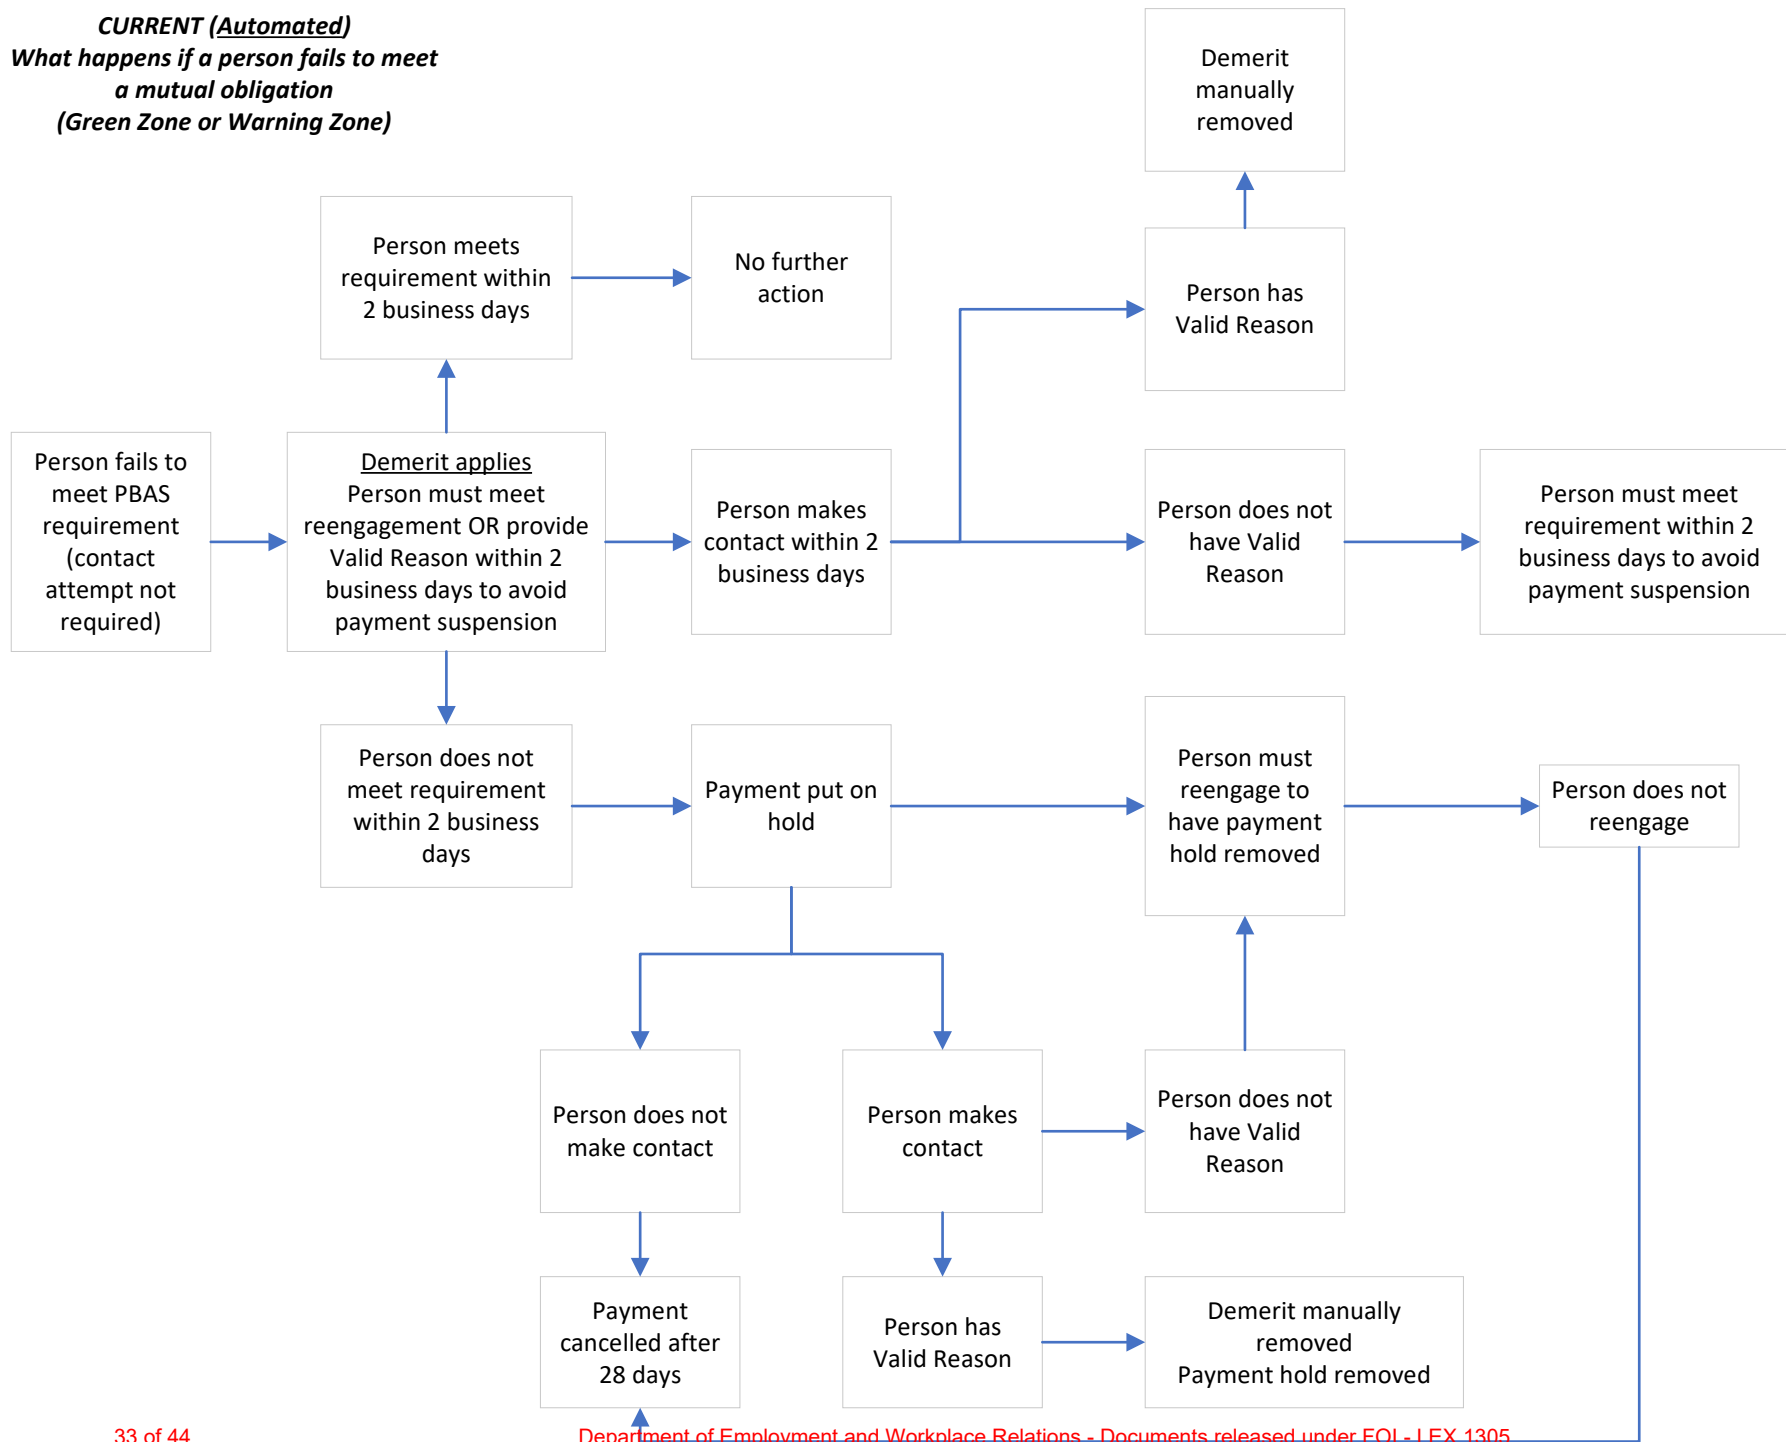 CURRENT (Automated)
What happens if a person fails to meet
a mutual obligation
(Green Zone or Warning Zone)
Demerit
manually
removed
Person meets
requirement within
2 business days
No further
action
Person has
Valid Reason
Person fails to
meet PBAS
requirement
(contact
attempt not
required)
Demerit applies
Person must meet
reengagement OR provide
Valid Reason within 2
business days to avoid
payment suspension
Person makes
contact within 2
business days
Person does not
have Valid
Reason
Person must meet
requirement within 2
business days to avoid
payment suspension
Person does not
meet requirement
within 2 business
days
Payment put on
hold
Person must
reengage to
have payment
hold removed
Person does not
reengage
Person does not
make contact
Person makes
contact
Person does not
have Valid
Reason
Payment
cancelled after
28 days
Person has
Valid Reason
Demerit manually
removed
Payment hold removed
33 of 44
Department of Employment and Workplace Relations - Documents released under FOI - LEX 1305